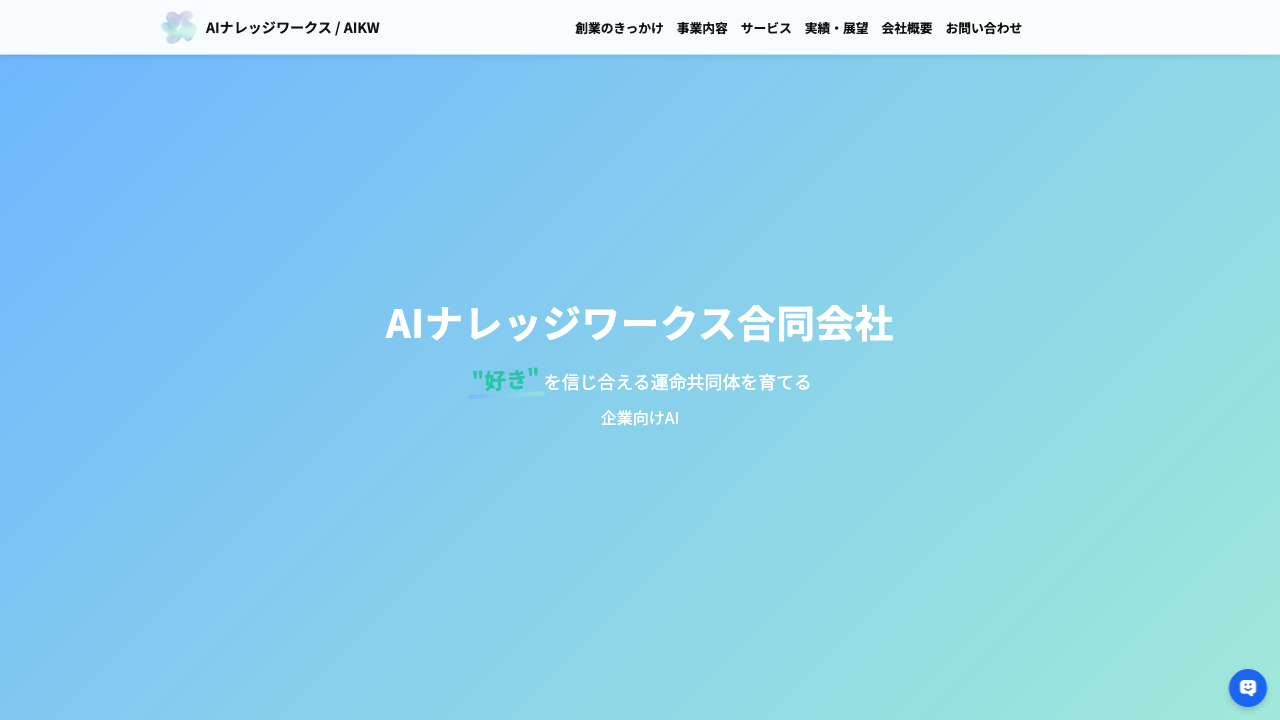 AIナレッジワークス / AIKW
創業のきっかけ 事業内容 サービス 実績・展望 会社概要 お問い合わせ
AIナレッジワークス合同会社
"好き"を信じ合える運命共同体を育てる
企業向けAI